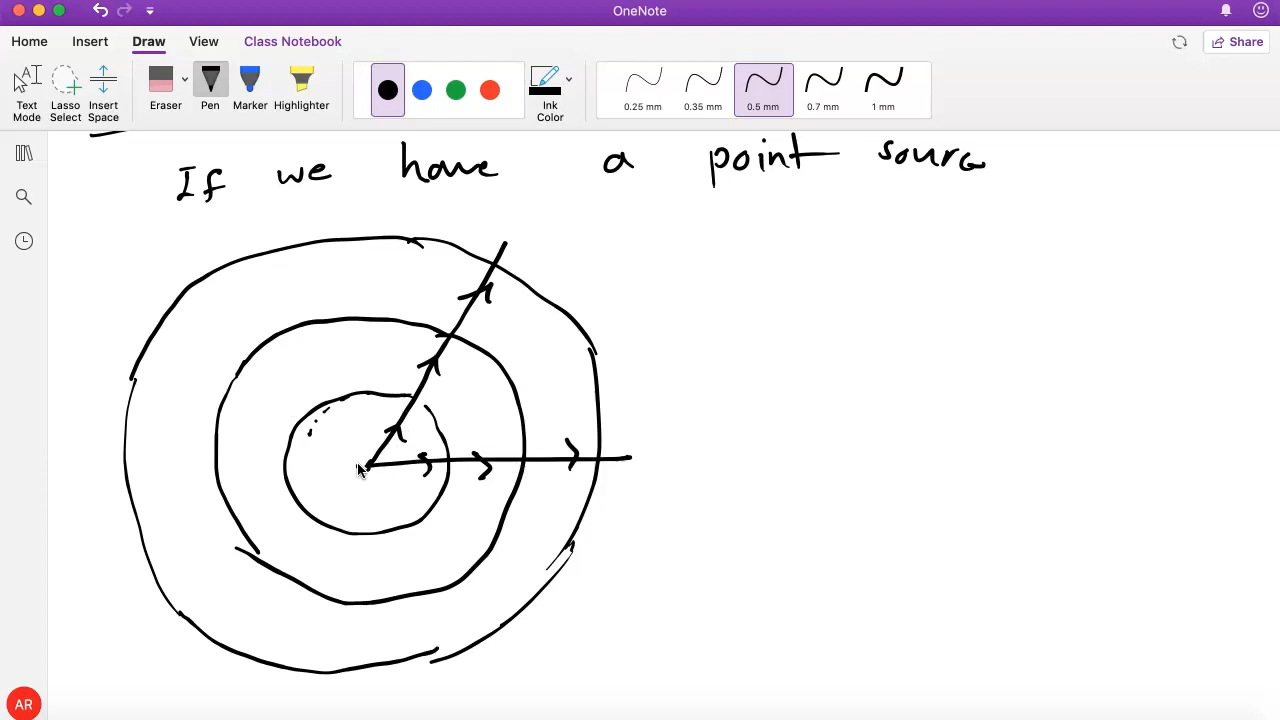 OneNote
Home Insert Draw View Class Notebook Share
Text Mode Lasso Select Insert Space Eraser Pen Marker Highlighter Ink Color 0.25 mm 0.35 mm 0.5 mm 0.7 mm 1 mm
If we have a point source
AR